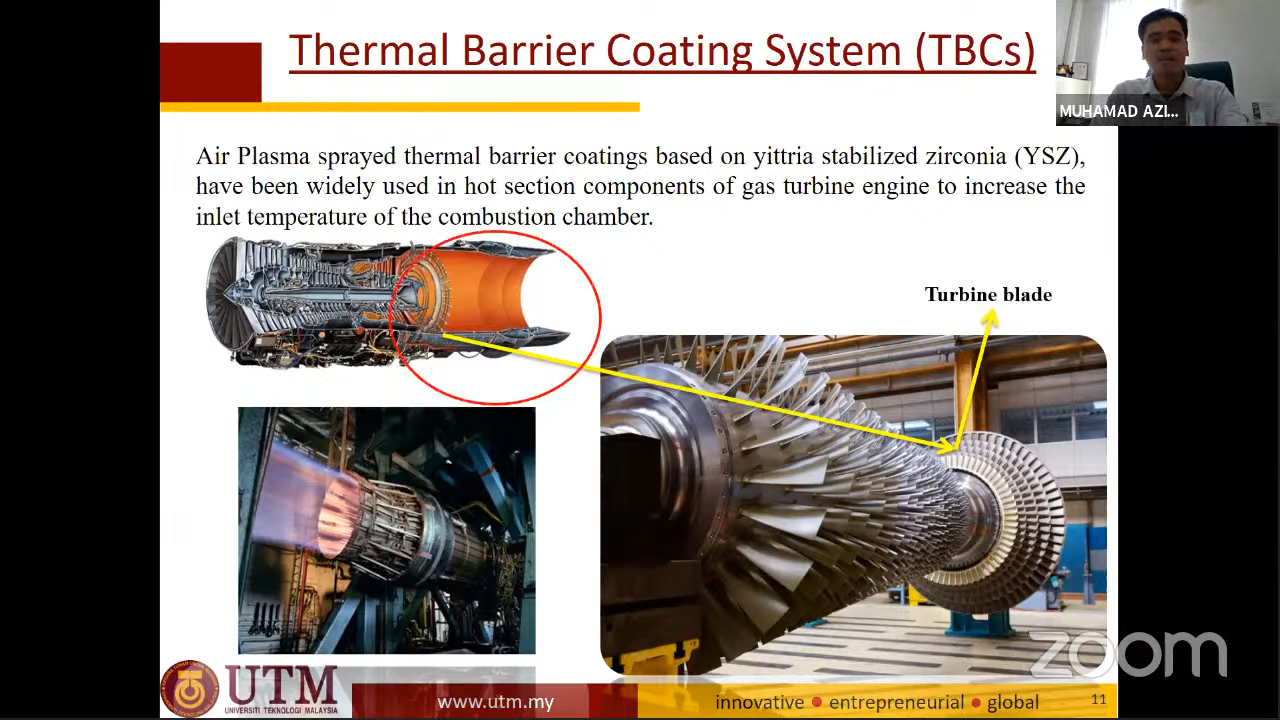 Thermal Barrier Coating System (TBCs)
MUHAMAD AZI...
Air Plasma sprayed thermal barrier coatings based on yittria stabilized zirconia (YSZ),
have been widely used in hot section components of gas turbine engine to increase the
inlet temperature of the combustion chamber.
Turbine blade
zoom
UTM
UNIVERSITI TEKNOLOGI MALAYSIA
www.utm.my
innovative ● entrepreneurial ● global
11